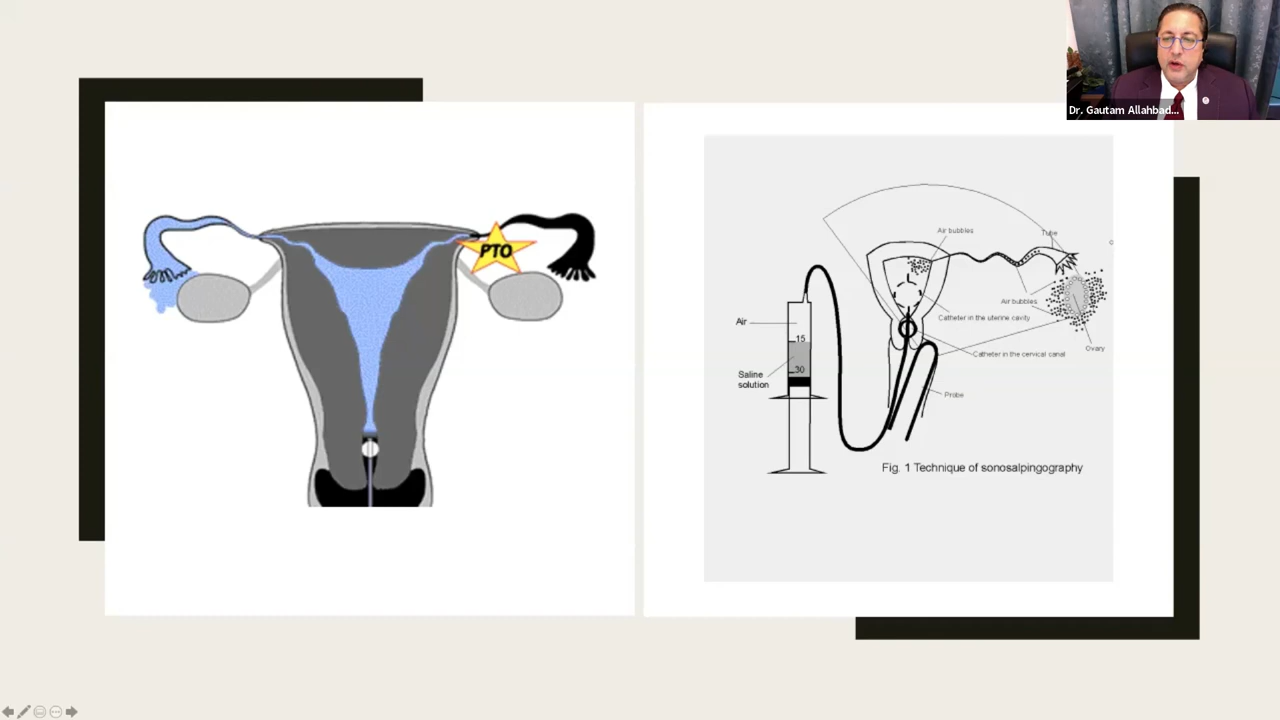 Dr. Gautam Allahbad...
PTO
Air bubbles
Tube
Air bubbles
Air
Catheter in the uterine cavity
15
Catheter in the cervical canal
Ovary
30
Saline
solution
Probe
Fig. 1 Technique of sonosalpingography